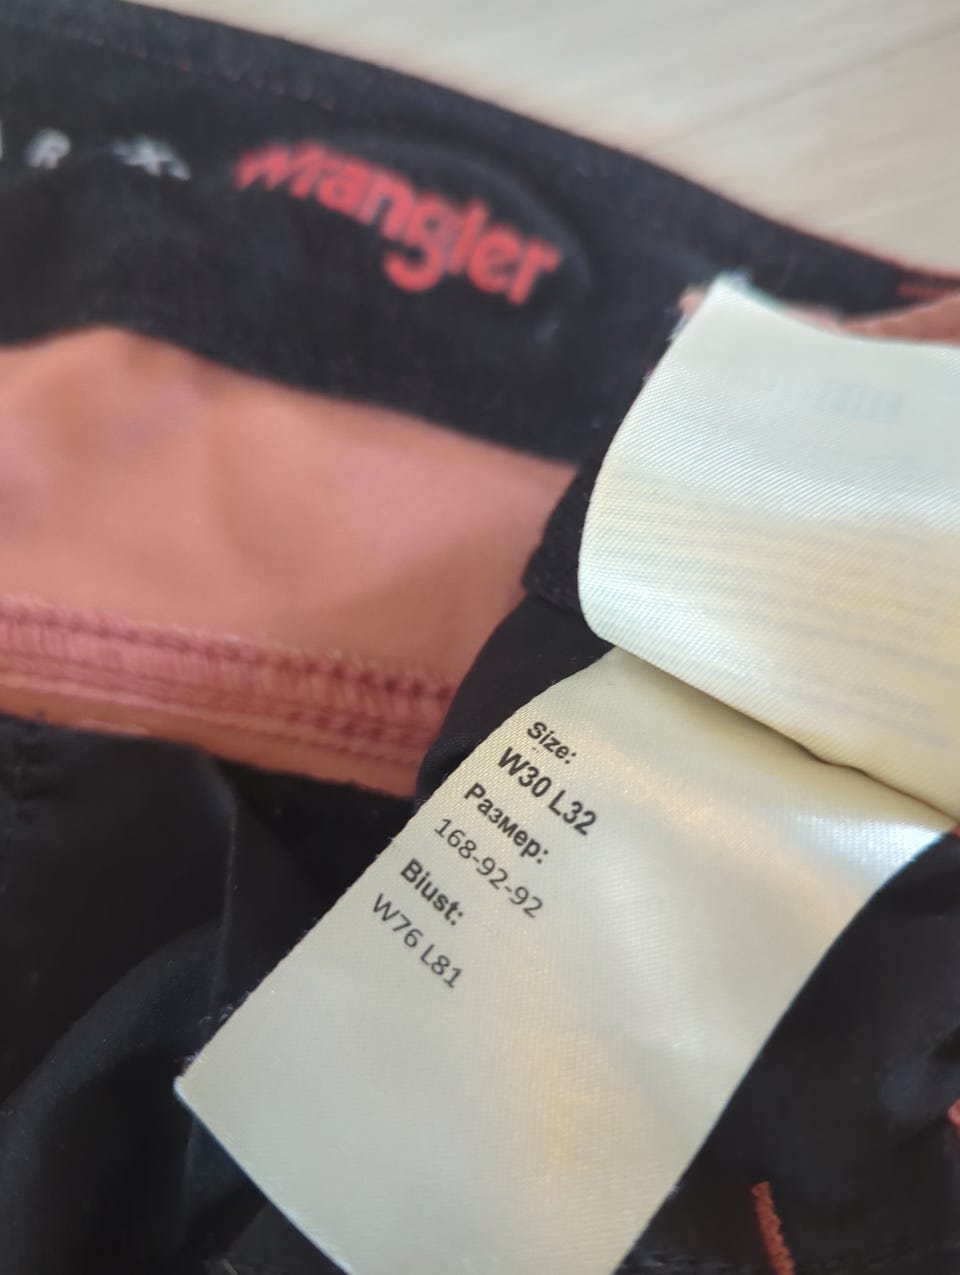 R
Wrangler
Size:
W30 L32
Размер:
168-92-92
Biust:
W76 L81